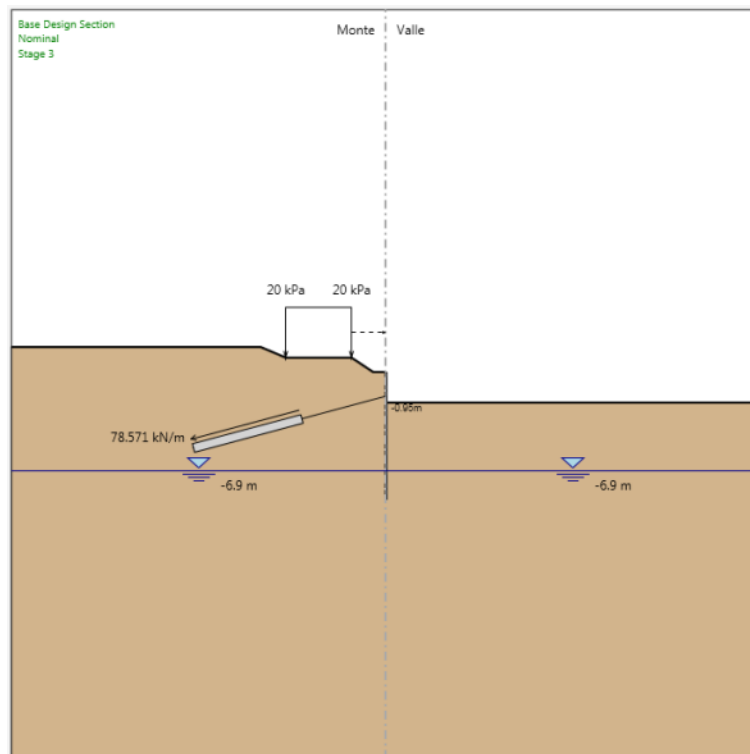 Base Design Section
Nominal
Stage 3
Monte
Valle
20 kPa
20 kPa
-0.95m
78.571 kN/m
-6.9 m
-6.9 m